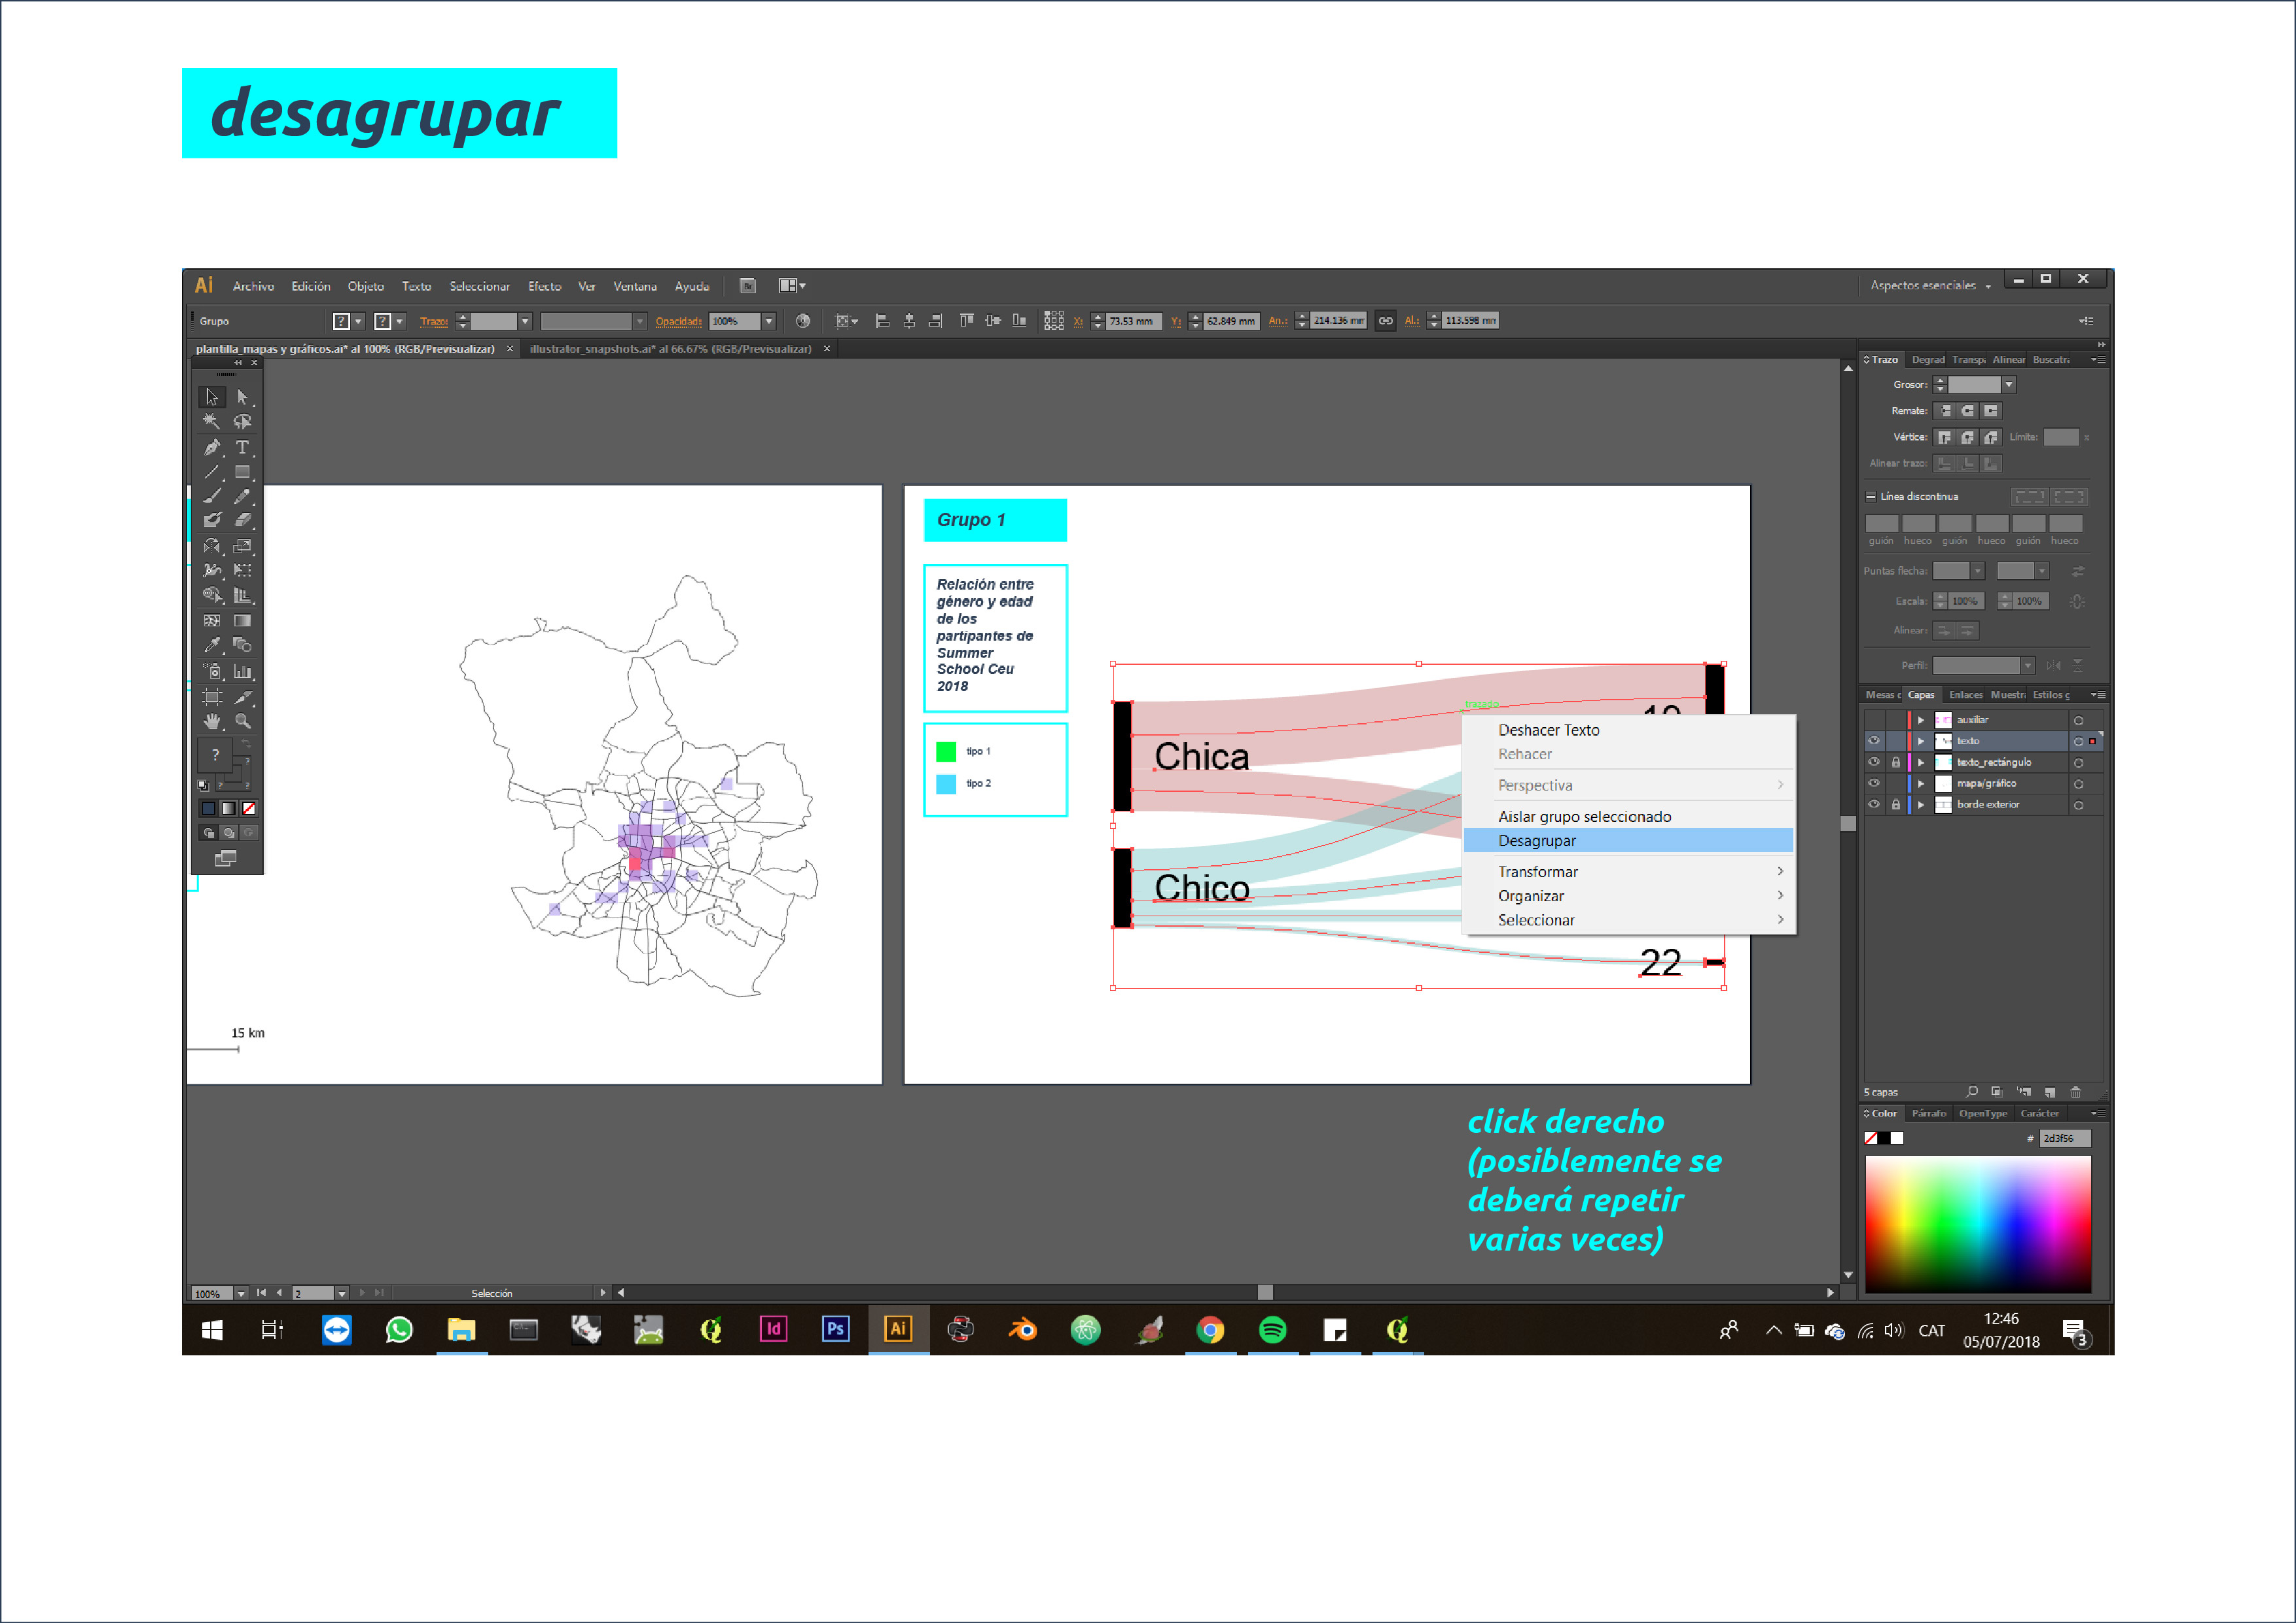 desagrupar
Ai Archivo Edición Objeto Texto Seleccionar Efecto Ver Ventana Ayuda Br Aspectos esenciales
Grupo ? ? Trazo: Opacidad: 100% X: 73.53 mm Y: 62.849 mm An.: 214.136 mm Al.: 113.598 mm
plantilla_mapas y gráficos.ai* al 100% (RGB/Previsualizar) × illustrator_snapshots.ai* al 66.67% (RGB/Previsualizar) ×
Grupo 1
Relación entre
género y edad
de los
partipantes de
Summer
School Ceu
2018
tipo 1
tipo 2
15 km
Chica
Chico
trazado
22
Deshacer Texto
Rehacer
Perspectiva
Aislar grupo seleccionado
Desagrupar
Transformar
Organizar
Seleccionar
click derecho
(posiblemente se
deberá repetir
varias veces)
Trazo Degrad Transp. Alinear Buscatr.
Grosor:
Remate:
Vértice: Límite: x
Alinear trazo:
Línea discontinua
guión hueco guión hueco guión hueco
Puntas flecha:
Escala: 100% 100%
Alinear:
Perfil:
Mesas c Capas Enlaces Muestr. Estilos g
auxiliar
texto
texto_rectángulo
mapa/gráfico
borde exterior
5 capas
Color Párrafo OpenType Carácter
# 2d3f56
100% 2 Selección
Id Ps Ai CAT 12:46
05/07/2018 3